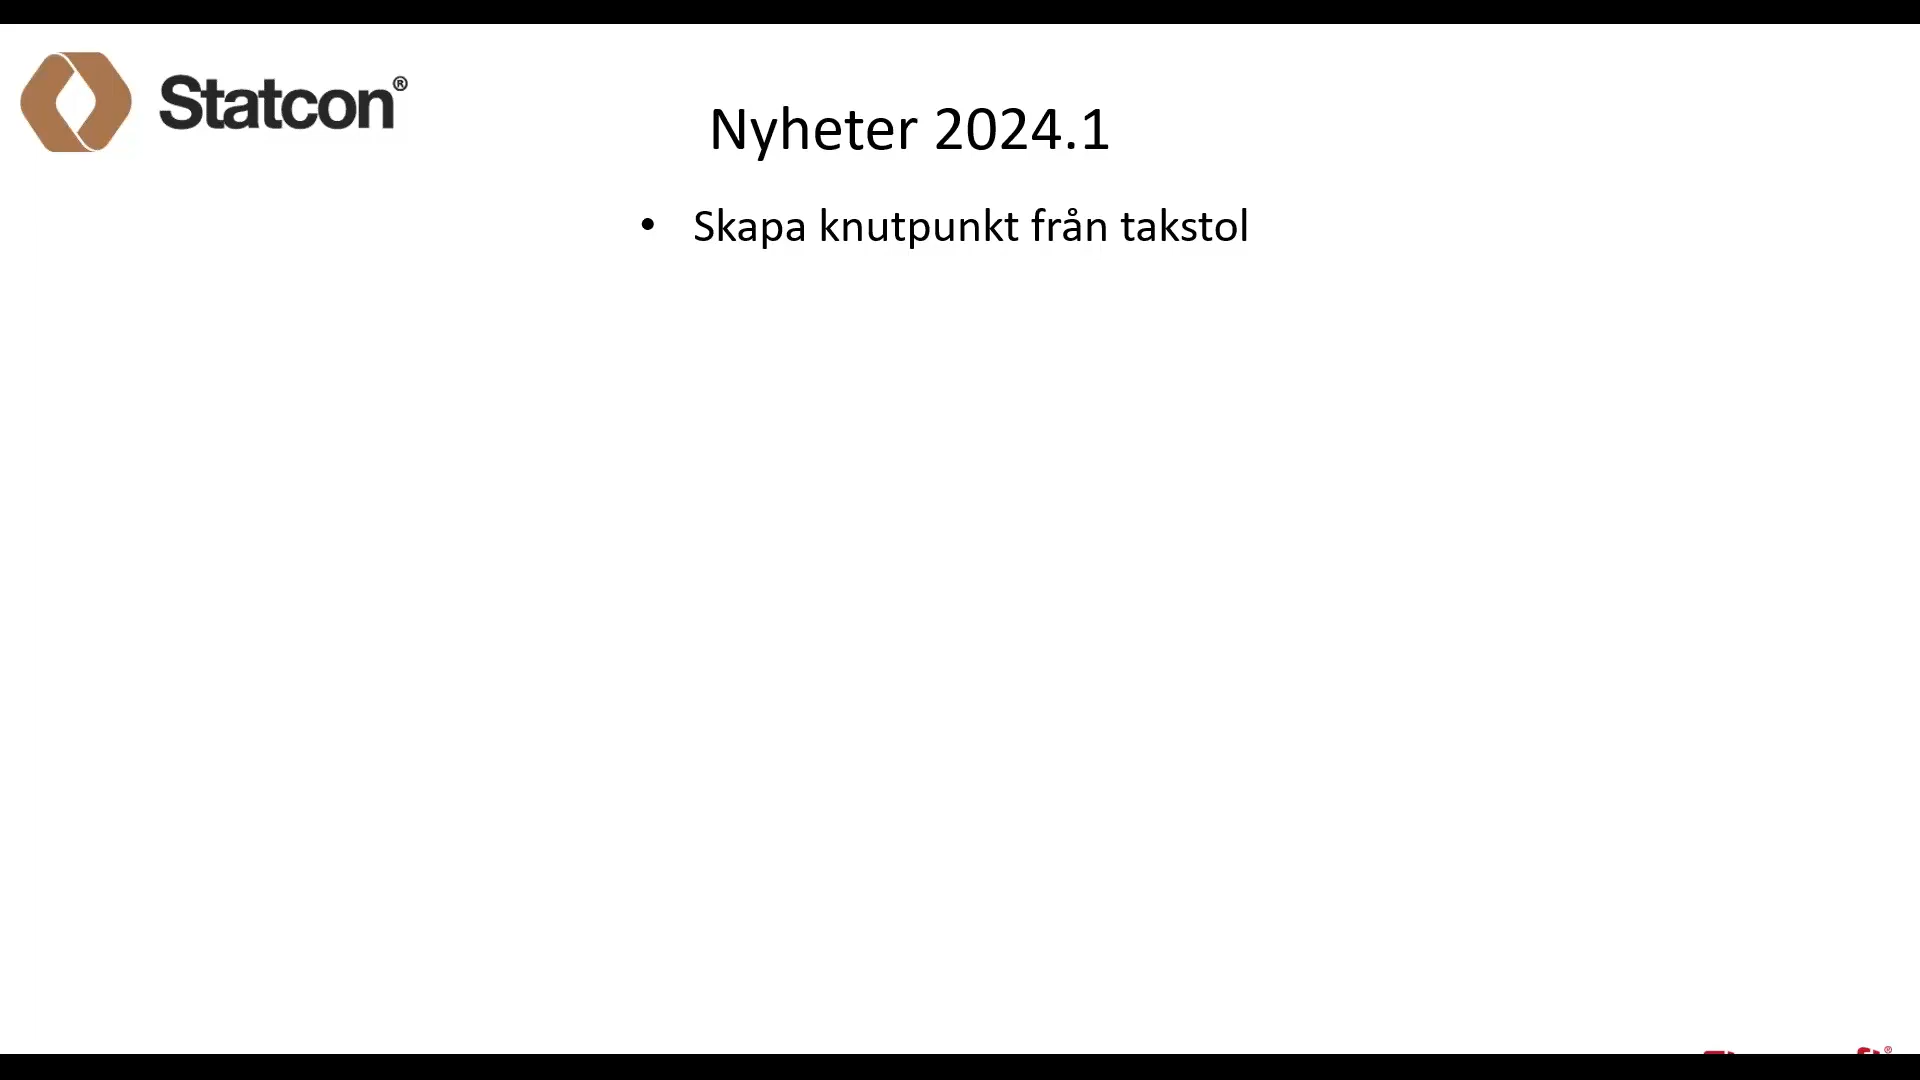 Statcon®
Nyheter 2024.1
• Skapa knutpunkt från takstol